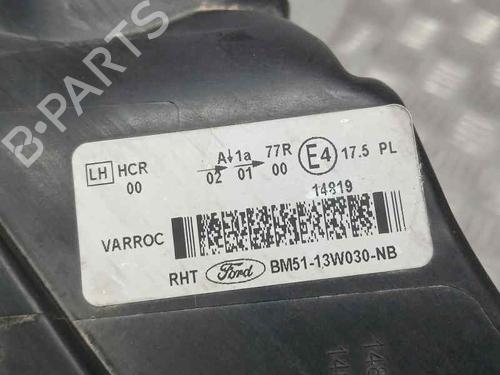 LH HCR A↓1a 77R E4 17.5 PL
00 02 01 00
14819
VARROC
RHT Ford BM51-13W030-NB
B-PARTS